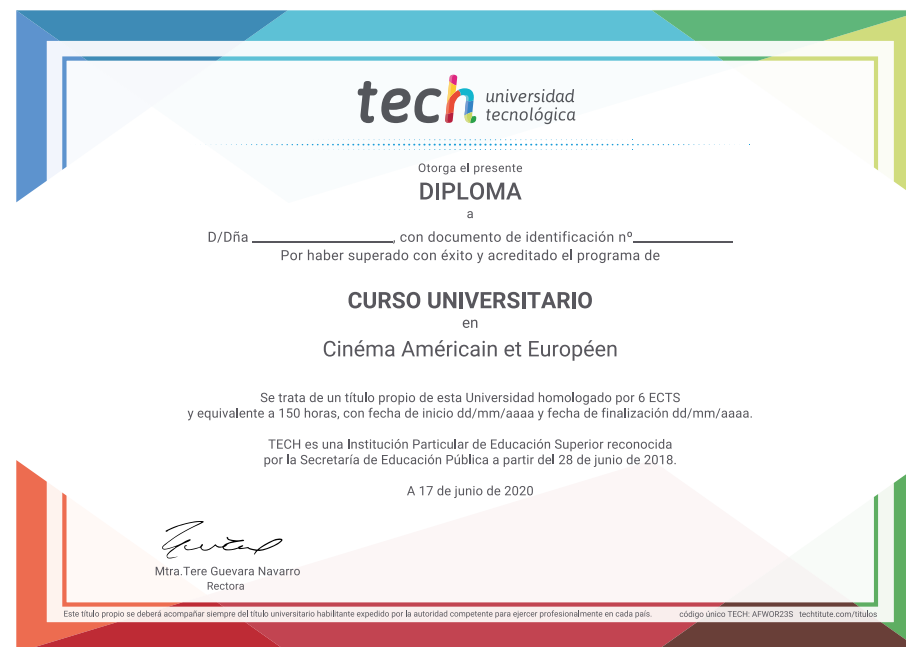 tech universidad
tecnológica
Otorga el presente
DIPLOMA
a
D/Dña ____________________, con documento de identificación nº______________
Por haber superado con éxito y acreditado el programa de
CURSO UNIVERSITARIO
en
Cinéma Américain et Européen
Se trata de un título propio de esta Universidad homologado por 6 ECTS
y equivalente a 150 horas, con fecha de inicio dd/mm/aaaa y fecha de finalización dd/mm/aaaa.
TECH es una Institución Particular de Educación Superior reconocida
por la Secretaría de Educación Pública a partir del 28 de junio de 2018.
A 17 de junio de 2020
Mtra.Tere Guevara Navarro
Rectora
Este título propio se deberá acompañar siempre del título universitario habilitante expedido por la autoridad competente para ejercer profesionalmente en cada país. código único TECH: AFWOR23S techtitute.com/títulos